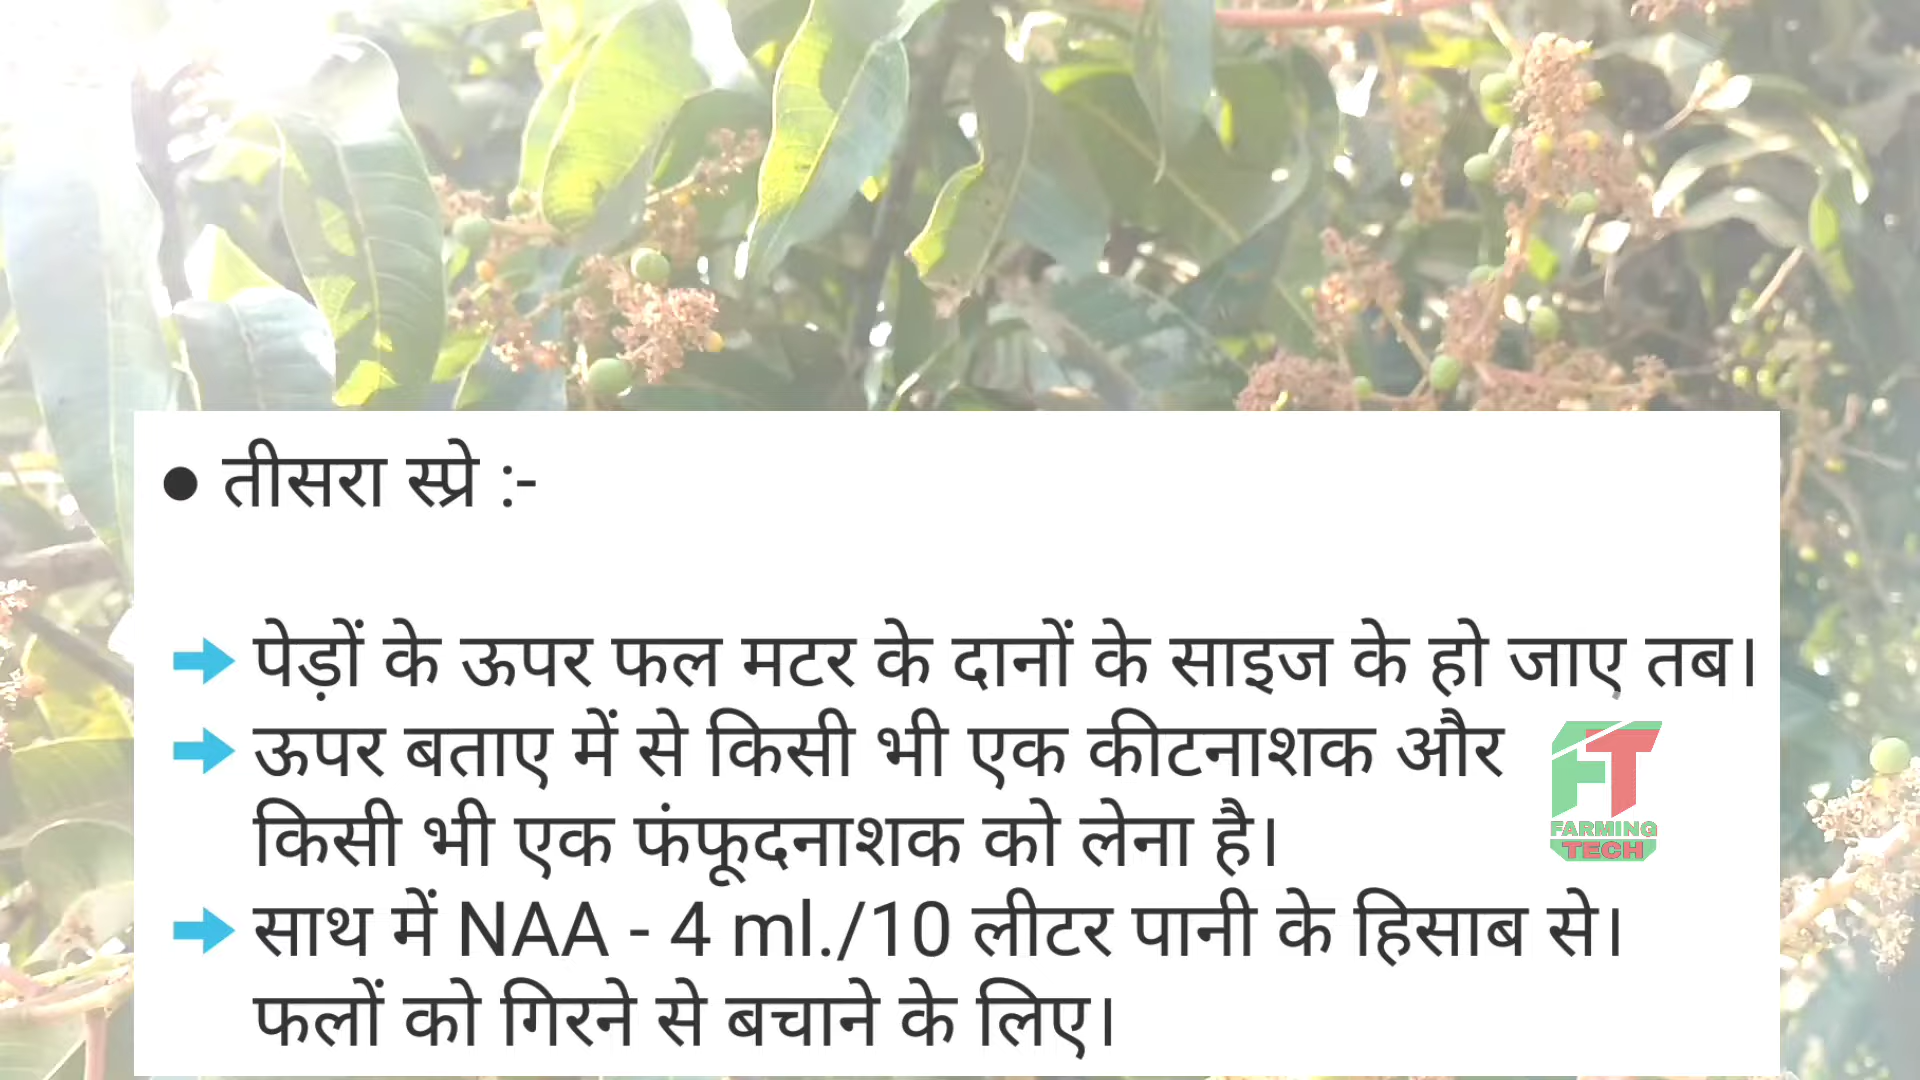 ● तीसरा स्प्रे :-
पेड़ों के ऊपर फल मटर के दानों के साइज के हो जाए तब।
ऊपर बताए में से किसी भी एक कीटनाशक और
किसी भी एक फंफूदनाशक को लेना है।
साथ में NAA - 4 ml./10 लीटर पानी के हिसाब से।
फलों को गिरने से बचाने के लिए।
FT
FARMING
TECH